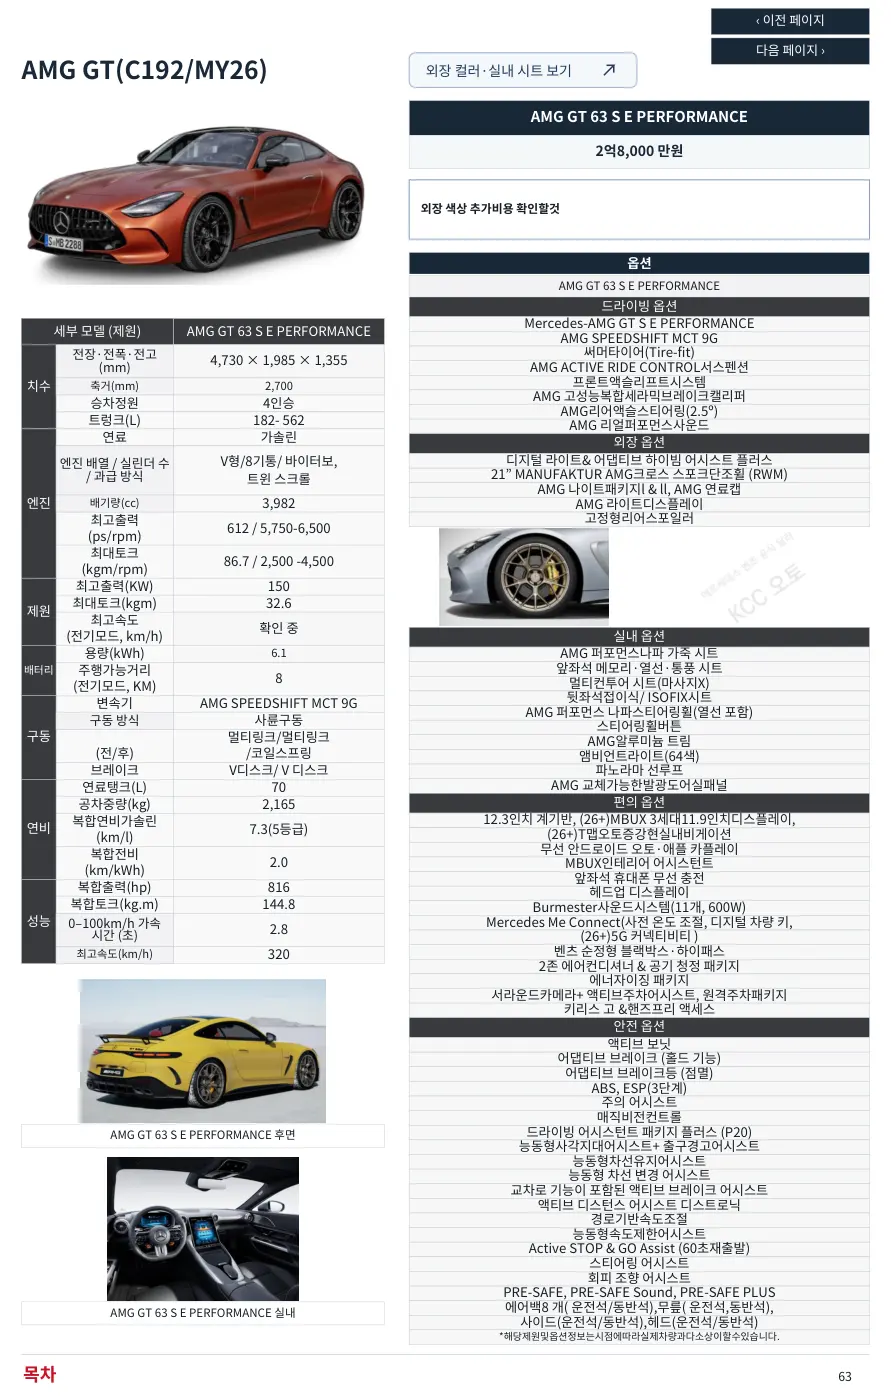 ‹ 이전 페이지
다음 페이지 ›
AMG GT(C192/MY26)
외장 컬러·실내 시트 보기
AMG GT 63 S E PERFORMANCE
2억8,000 만원
외장 색상 추가비용 확인할것
S·MB 2288
세부 모델 (제원) AMG GT 63 S E PERFORMANCE
치수
전장·전폭·전고
(mm)
4,730 × 1,985 × 1,355
축거(mm) 2,700
승차정원 4인승
트렁크(L) 182- 562
엔진
연료 가솔린
엔진 배열 / 실린더 수
/ 과급 방식
V형/8기통/ 바이터보,
트윈 스크롤
배기량(cc) 3,982
최고출력
(ps/rpm)
612 / 5,750-6,500
최대토크
(kgm/rpm)
86.7 / 2,500 -4,500
제원
최고출력(KW) 150
최대토크(kgm) 32.6
최고속도
(전기모드, km/h)
확인 중
배터리
용량(kWh) 6.1
주행가능거리
(전기모드, KM)
8
구동
변속기 AMG SPEEDSHIFT MCT 9G
구동 방식 사륜구동
(전/후)
멀티링크/멀티링크
/코일스프링
브레이크 V디스크/ V 디스크
연비
연료탱크(L) 70
공차중량(kg) 2,165
복합연비가솔린
(km/l)
7.3(5등급)
복합전비
(km/kWh)
2.0
성능
복합출력(hp) 816
복합토크(kg.m) 144.8
0–100km/h 가속
시간 (초)
2.8
최고속도(km/h) 320
AMG GT 63 S E PERFORMANCE 후면
AMG GT 63 S E PERFORMANCE 실내
옵션
AMG GT 63 S E PERFORMANCE
드라이빙 옵션
Mercedes-AMG GT S E PERFORMANCE
AMG SPEEDSHIFT MCT 9G
써머타이어(Tire-fit)
AMG ACTIVE RIDE CONTROL서스펜션
프론트액슬리프트시스템
AMG 고성능복합세라믹브레이크캘리퍼
AMG리어액슬스티어링(2.5º)
AMG 리얼퍼포먼스사운드
외장 옵션
디지털 라이트& 어댑티브 하이빔 어시스트 플러스
21” MANUFAKTUR AMG크로스 스포크단조휠 (RWM)
AMG 나이트패키지l & ll, AMG 연료캡
AMG 라이트디스플레이
고정형리어스포일러
메르세데스 벤츠 공식 딜러
KCC 오토
실내 옵션
AMG 퍼포먼스나파 가죽 시트
앞좌석 메모리·열선·통풍 시트
멀티컨투어 시트(마사지X)
뒷좌석접이식/ ISOFIX시트
AMG 퍼포먼스 나파스티어링휠(열선 포함)
스티어링휠버튼
AMG알루미늄 트림
앰비언트라이트(64색)
파노라마 선루프
AMG 교체가능한발광도어실패널
편의 옵션
12.3인치 계기반, (26+)MBUX 3세대11.9인치디스플레이,
(26+)T맵오토증강현실내비게이션
무선 안드로이드 오토·애플 카플레이
MBUX인테리어 어시스턴트
앞좌석 휴대폰 무선 충전
헤드업 디스플레이
Burmester사운드시스템(11개, 600W)
Mercedes Me Connect(사전 온도 조절, 디지털 차량 키,
(26+)5G 커넥티비티 )
벤츠 순정형 블랙박스·하이패스
2존 에어컨디셔너 & 공기 청정 패키지
에너자이징 패키지
서라운드카메라+ 액티브주차어시스트, 원격주차패키지
키리스 고 &핸즈프리 액세스
안전 옵션
액티브 보닛
어댑티브 브레이크 (홀드 기능)
어댑티브 브레이크등 (점멸)
ABS, ESP(3단계)
주의 어시스트
매직비전컨트롤
드라이빙 어시스턴트 패키지 플러스 (P20)
능동형사각지대어시스트+ 출구경고어시스트
능동형차선유지어시스트
능동형 차선 변경 어시스트
교차로 기능이 포함된 액티브 브레이크 어시스트
액티브 디스턴스 어시스트 디스트로닉
경로기반속도조절
능동형속도제한어시스트
Active STOP & GO Assist (60초재출발)
스티어링 어시스트
회피 조향 어시스트
PRE-SAFE, PRE-SAFE Sound, PRE-SAFE PLUS
에어백8 개( 운전석/동반석),무릎( 운전석,동반석),
사이드(운전석/동반석),헤드(운전석/동반석)
*해당제원및옵션정보는시점에따라실제차량과다소상이할수있습니다.
목차
63